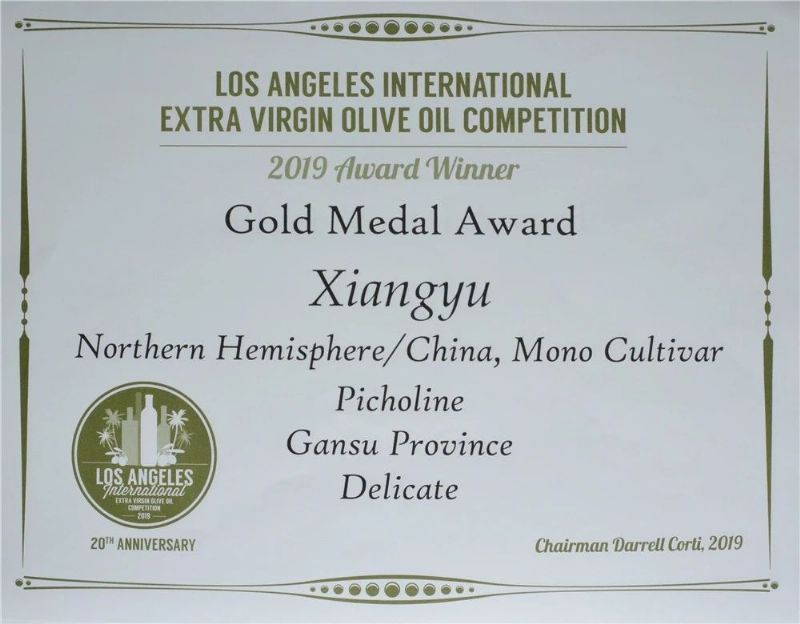 LOS ANGELES INTERNATIONAL
EXTRA VIRGIN OLIVE OIL COMPETITION
2019 Award Winner
Gold Medal Award
Xiangyu
Northern Hemisphere/China, Mono Cultivar
Picholine
Gansu Province
Delicate
LOS ANGELES
International
EXTRA VIRGIN OLIVE OIL
COMPETITION
2019
20TH ANNIVERSARY
Chairman Darrell Corti, 2019